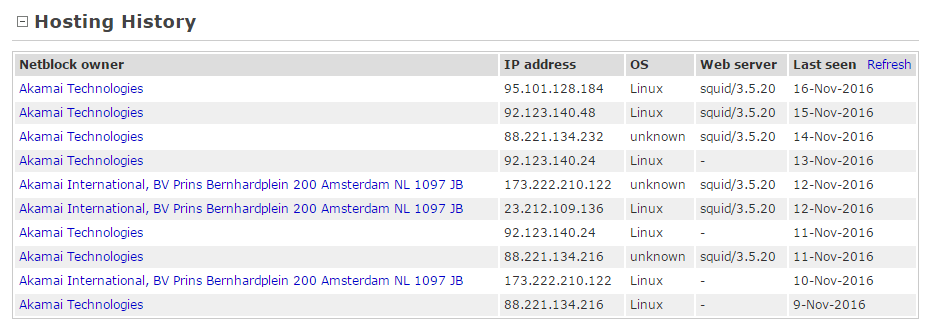 Hosting History
Netblock owner IP address OS Web server Last seen Refresh
Akamai Technologies 95.101.128.184 Linux squid/3.5.20 16-Nov-2016
Akamai Technologies 92.123.140.48 Linux squid/3.5.20 15-Nov-2016
Akamai Technologies 88.221.134.232 unknown squid/3.5.20 14-Nov-2016
Akamai Technologies 92.123.140.24 Linux - 13-Nov-2016
Akamai International, BV Prins Bernhardplein 200 Amsterdam NL 1097 JB 173.222.210.122 unknown squid/3.5.20 12-Nov-2016
Akamai International, BV Prins Bernhardplein 200 Amsterdam NL 1097 JB 23.212.109.136 Linux squid/3.5.20 12-Nov-2016
Akamai Technologies 92.123.140.24 Linux - 11-Nov-2016
Akamai Technologies 88.221.134.216 unknown squid/3.5.20 11-Nov-2016
Akamai International, BV Prins Bernhardplein 200 Amsterdam NL 1097 JB 173.222.210.122 Linux - 10-Nov-2016
Akamai Technologies 88.221.134.216 Linux - 9-Nov-2016